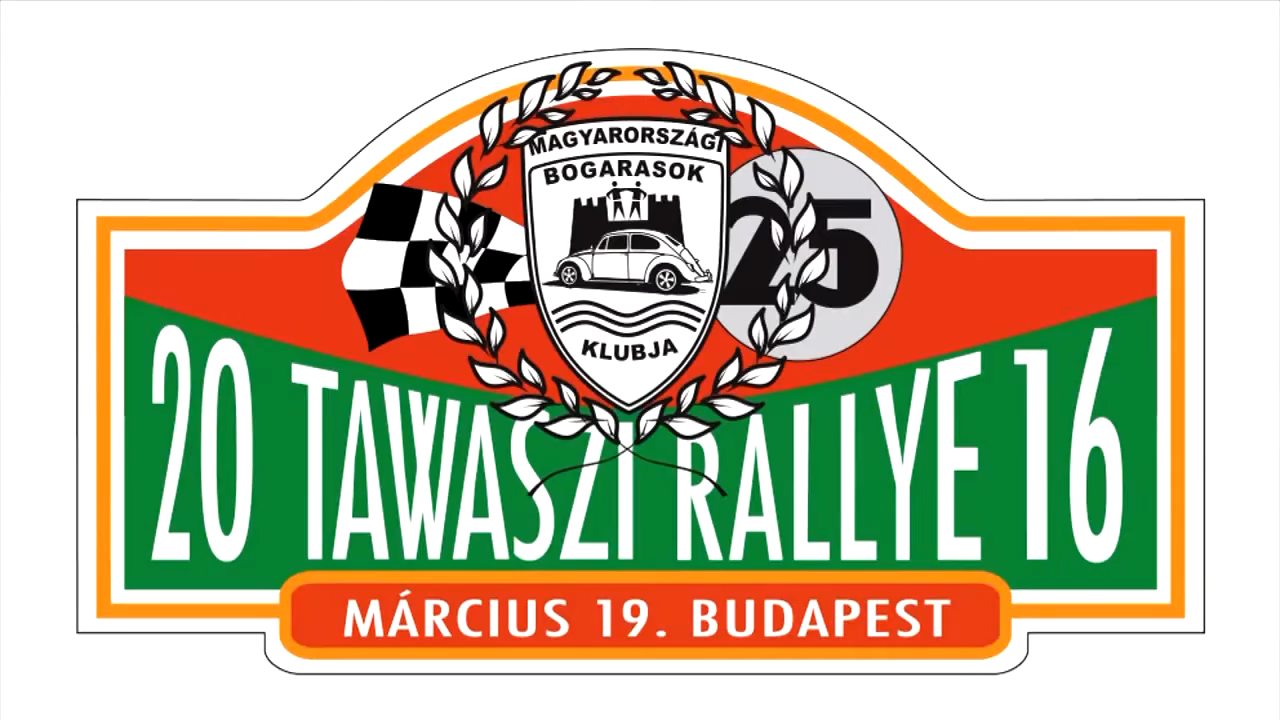 MAGYARORSZÁGI
BOGARASOK
25
KLUBJA
20 TAWASZI RALLYE 16
MÁRCIUS 19. BUDAPEST